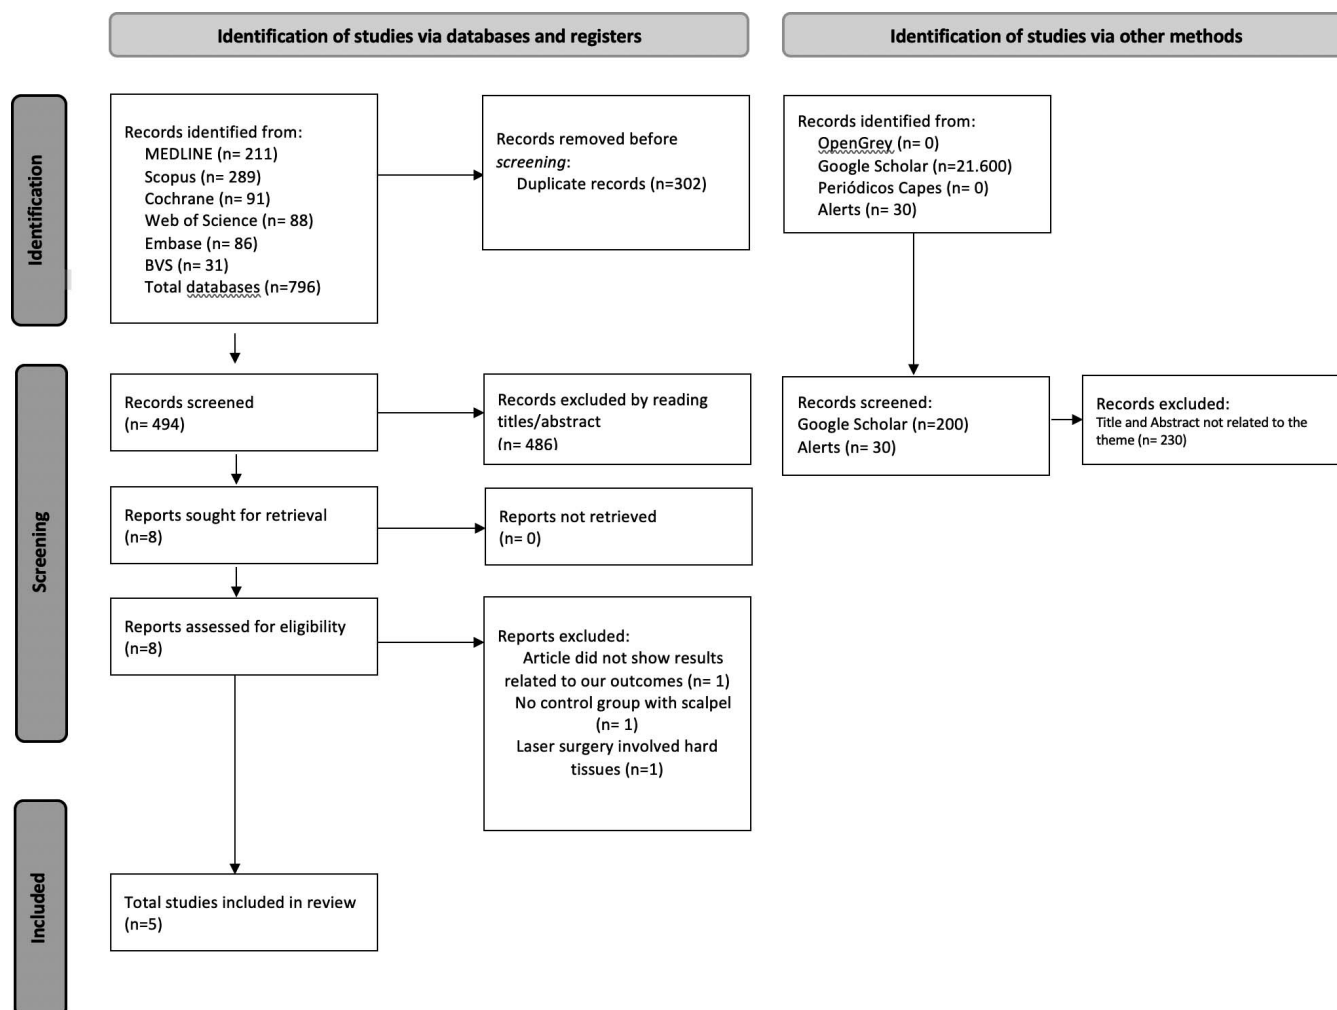 Identification of studies via databases and registers
Identification of studies via other methods
Identification
Records identified from:
MEDLINE (n= 211)
Scopus (n= 289)
Cochrane (n= 91)
Web of Science (n= 88)
Embase (n= 86)
BVS (n= 31)
Total databases (n=796)
Records removed before
screening:
Duplicate records (n=302)
Records identified from:
OpenGrey (n= 0)
Google Scholar (n=21.600)
Periódicos Capes (n= 0)
Alerts (n= 30)
Screening
Records screened
(n= 494)
Records excluded by reading
titles/abstract
(n= 486)
Records screened:
Google Scholar (n=200)
Alerts (n= 30)
Records excluded:
Title and Abstract not related to the
theme (n= 230)
Reports sought for retrieval
(n=8)
Reports not retrieved
(n= 0)
Reports assessed for eligibility
(n=8)
Reports excluded:
Article did not show results
related to our outcomes (n= 1)
No control group with scalpel
(n= 1)
Laser surgery involved hard
tissues (n=1)
Included
Total studies included in review
(n=5)